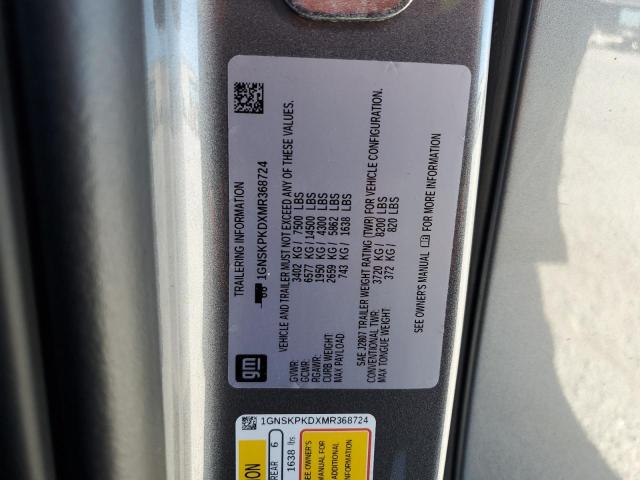 gm
TRAILERING INFORMATION
1GNSKPKDXMR368724
VEHICLE AND TRAILER MUST NOT EXCEED ANY OF THESE VALUES.
GVWR: 3402 KG / 7500 LBS
GCWR: 6577 KG / 14500 LBS
RGAWR: 1950 KG / 4300 LBS
CURB WEIGHT: 2659 KG / 5862 LBS
MAX PAYLOAD: 743 KG / 1638 LBS
SAE J2807 TRAILER WEIGHT RATING (TWR) FOR VEHICLE CONFIGURATION.
CONVENTIONAL TWR: 3720 KG / 8200 LBS
MAX TONGUE WEIGHT: 372 KG / 820 LBS
SEE OWNER'S MANUAL FOR MORE INFORMATION
1GNSKPKDXMR368724
ION
REAR 6
1638 lbs
SEE OWNER'S
MANUAL FOR
ADDITIONAL
INFORMATION